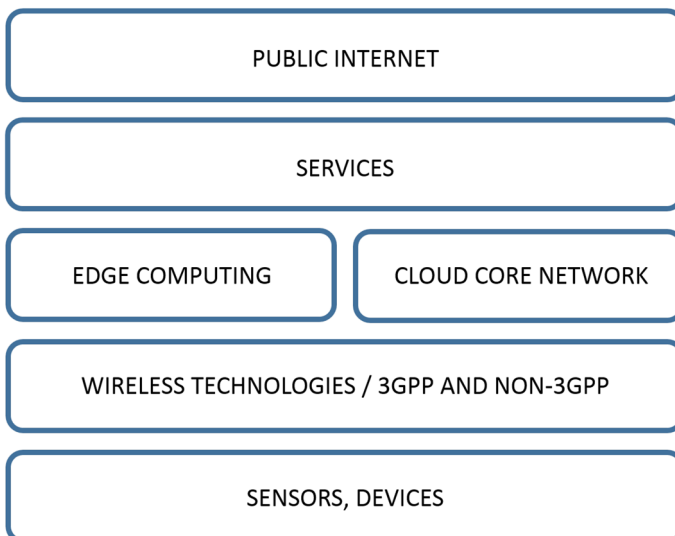 PUBLIC INTERNET
SERVICES
EDGE COMPUTING
CLOUD CORE NETWORK
WIRELESS TECHNOLOGIES / 3GPP AND NON-3GPP
SENSORS, DEVICES